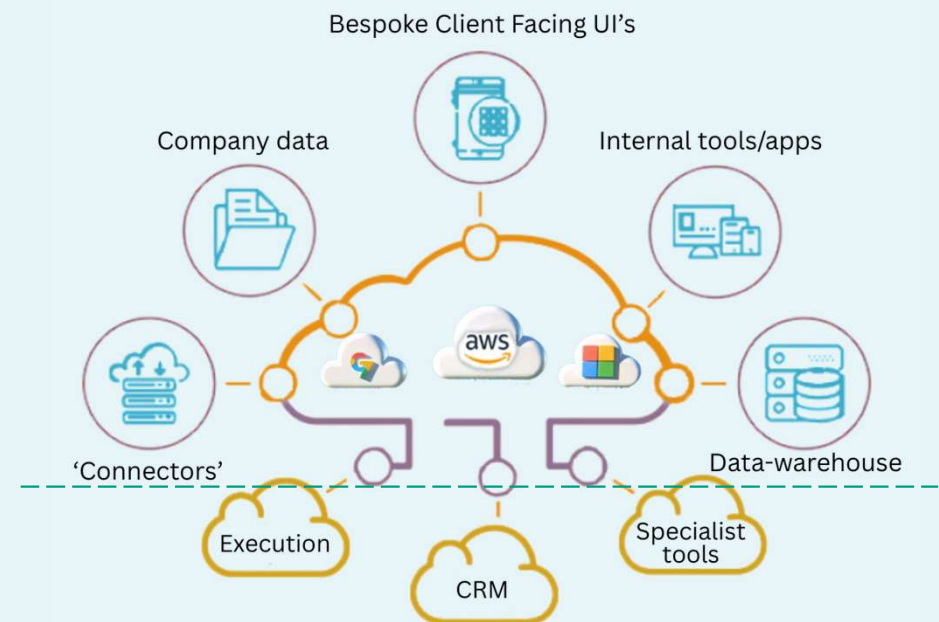 Bespoke Client Facing UI’s
Company data
Internal tools/apps
aws
‘Connectors’
Data-warehouse
Execution
Specialist
tools
CRM